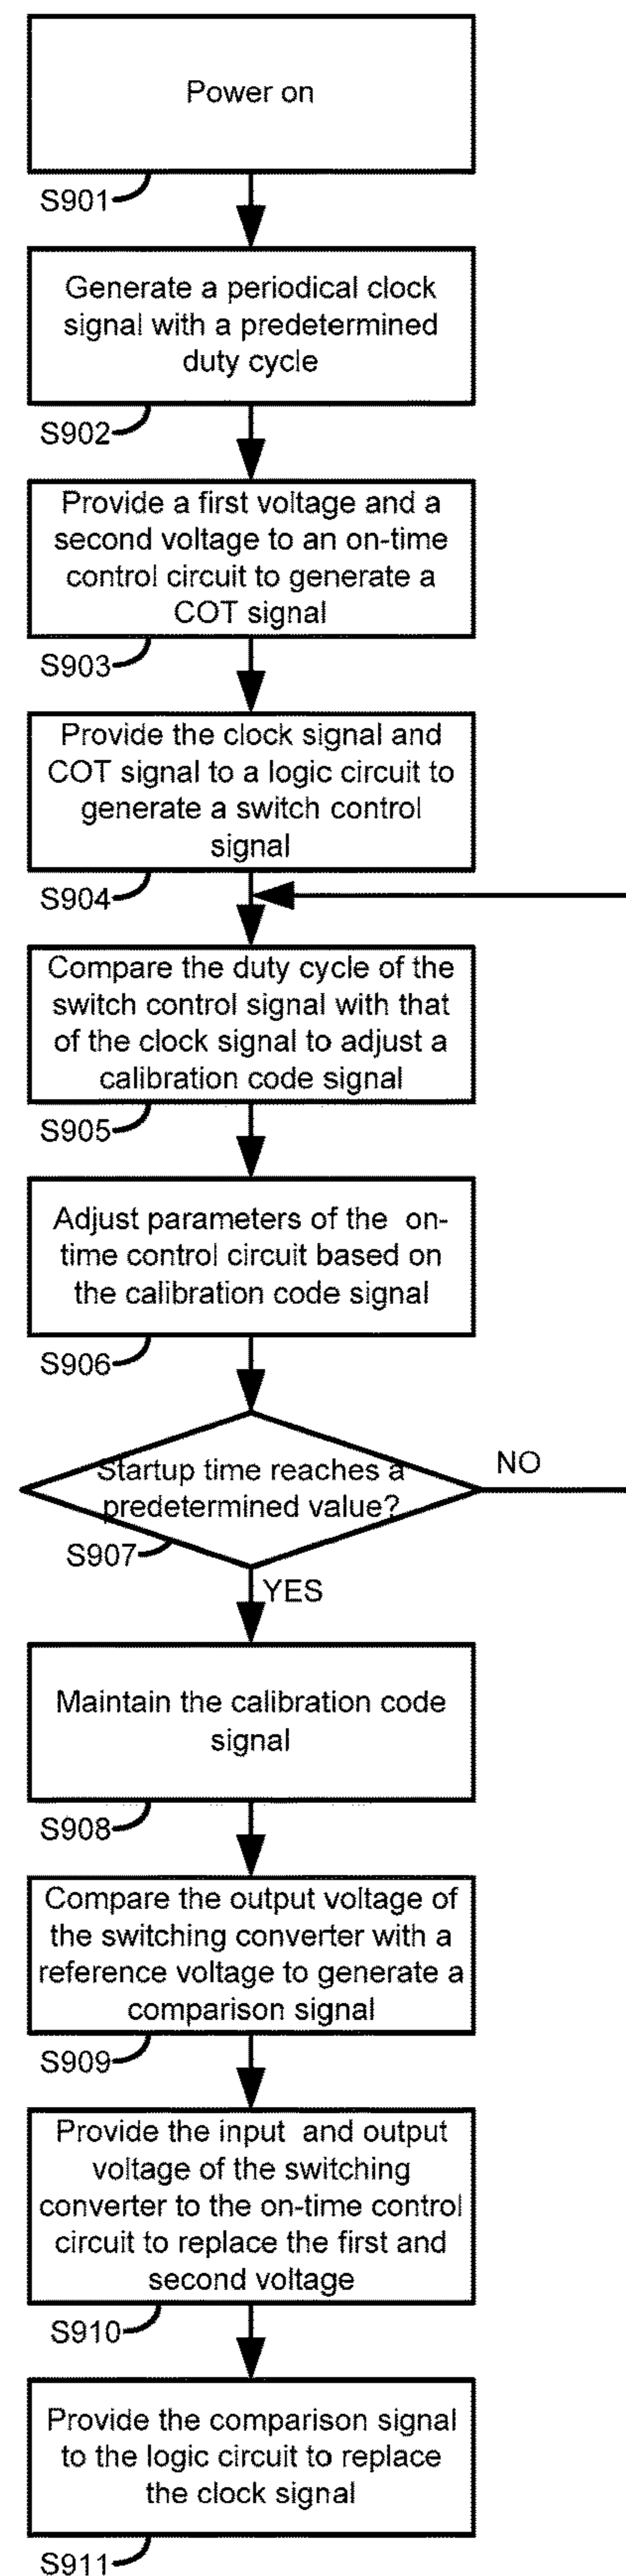 Power on
S901
Generate a periodical clock
signal with a predetermined
duty cycle
S902
Provide a first voltage and a
second voltage to an on-time
control circuit to generate a
COT signal
S903
Provide the clock signal and
COT signal to a logic circuit to
generate a switch control
signal
S904
Compare the duty cycle of the
switch control signal with that
of the clock signal to adjust a
calibration code signal
S905
Adjust parameters of the on-
time control circuit based on
the calibration code signal
S906
Startup time reaches a
predetermined value?
NO
S907
YES
Maintain the calibration code
signal
S908
Compare the output voltage of
the switching converter with a
reference voltage to generate a
comparison signal
S909
Provide the input and output
voltage of the switching
converter to the on-time control
circuit to replace the first and
second voltage
S910
Provide the comparison signal
to the logic circuit to replace
the clock signal
S911